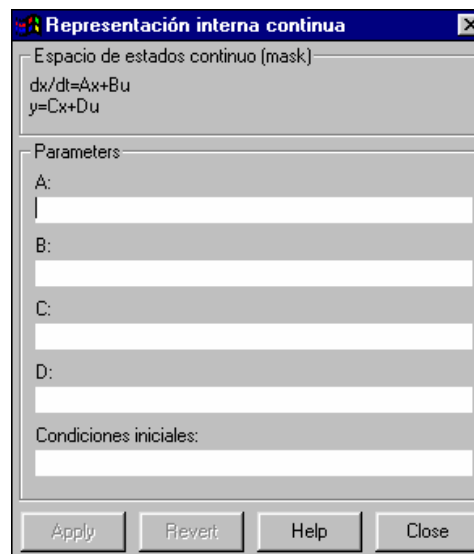 Representación interna continua
Espacio de estados continuo (mask)
dx/dt=Ax+Bu
y=Cx+Du
Parameters
A:
B:
C:
D:
Condiciones iniciales:
Apply
Revert
Help
Close